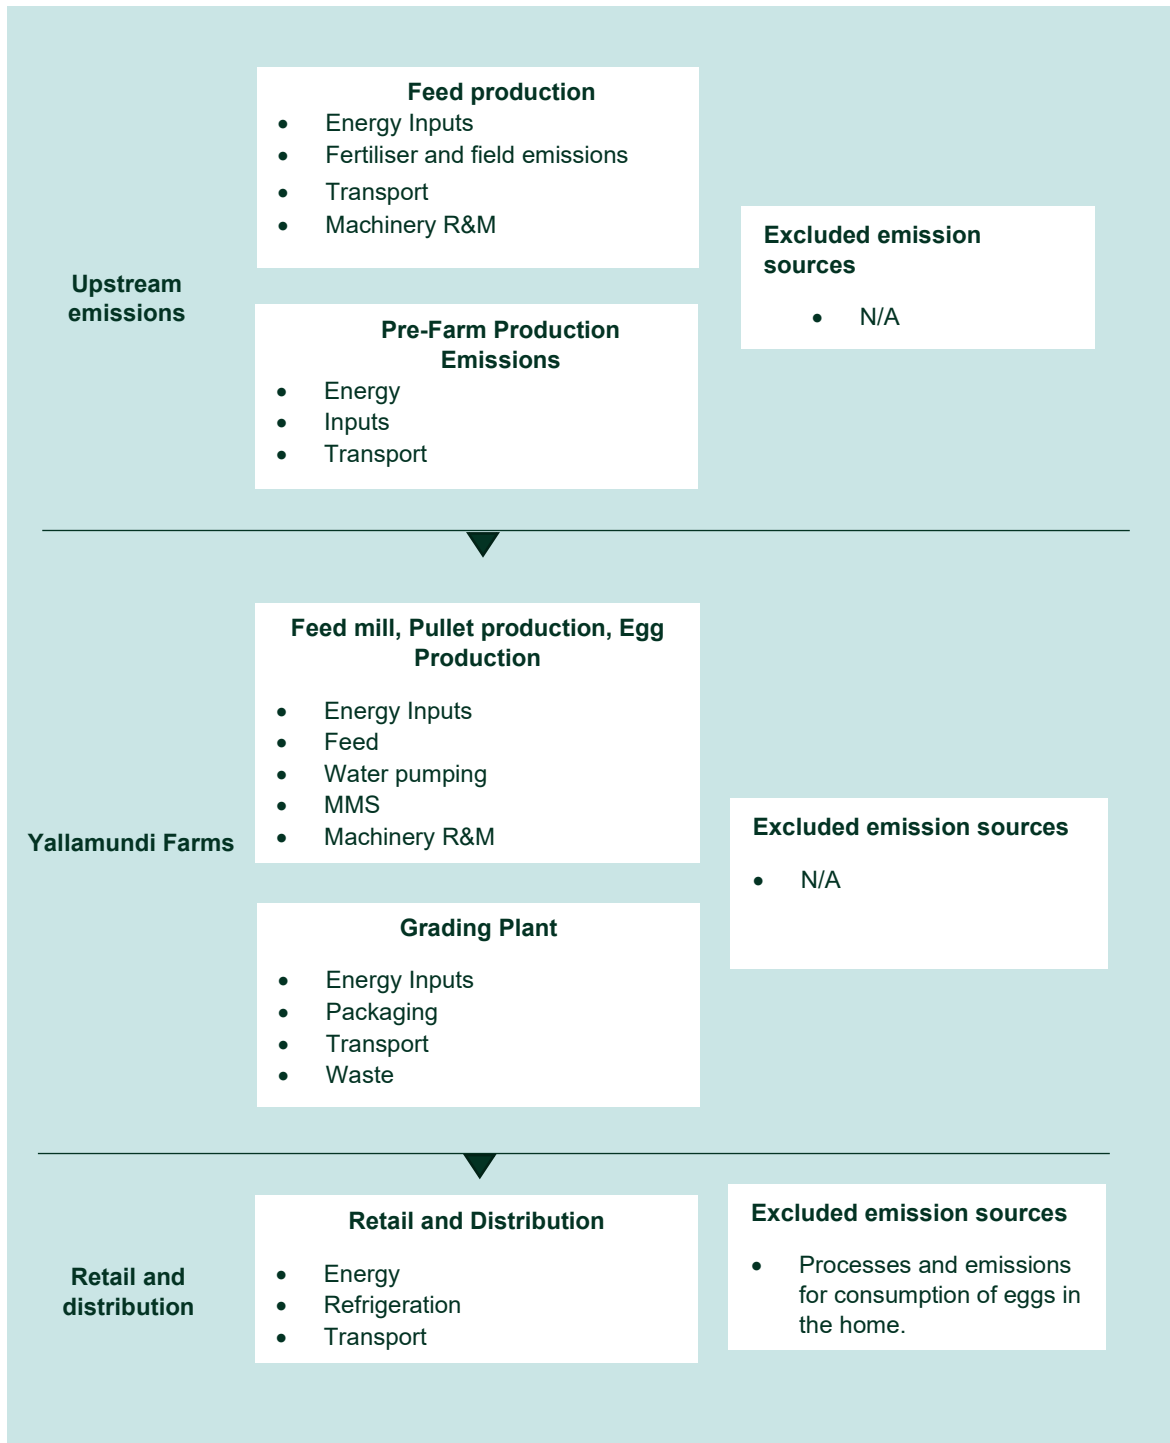 Upstream
emissions
Feed production
• Energy Inputs
• Fertiliser and field emissions
• Transport
• Machinery R&M
Pre-Farm Production
Emissions
• Energy
• Inputs
• Transport
Excluded emission
sources
• N/A
Yallamundi Farms
Feed mill, Pullet production, Egg
Production
• Energy Inputs
• Feed
• Water pumping
• MMS
• Machinery R&M
Grading Plant
• Energy Inputs
• Packaging
• Transport
• Waste
Excluded emission sources
• N/A
Retail and
distribution
Retail and Distribution
• Energy
• Refrigeration
• Transport
Excluded emission sources
• Processes and emissions
for consumption of eggs in
the home.